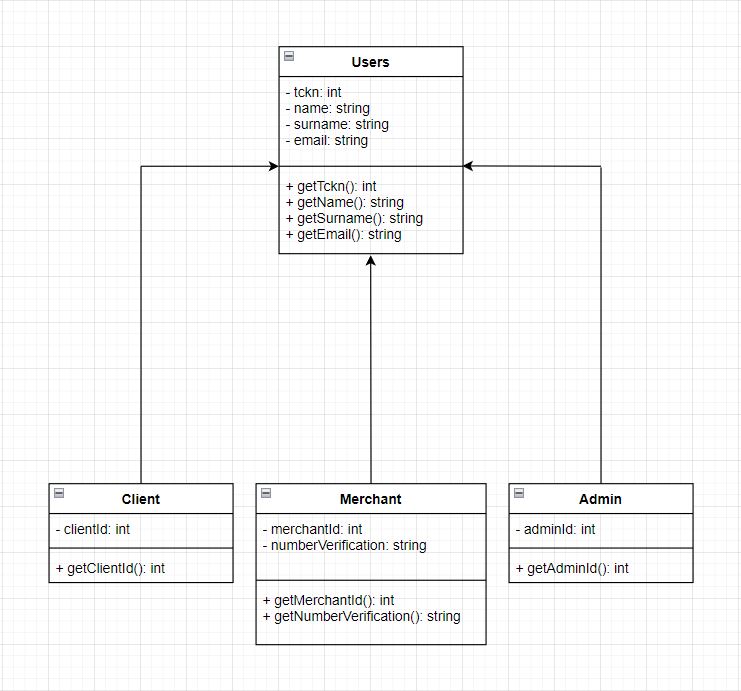 Users
- tckn: int
- name: string
- surname: string
- email: string
+ getTckn(): int
+ getName(): string
+ getSurname(): string
+ getEmail(): string
Client
- clientId: int
+ getClientId(): int
Merchant
- merchantId: int
- numberVerification: string
+ getMerchantId(): int
+ getNumberVerification(): string
Admin
- adminId: int
+ getAdminId(): int